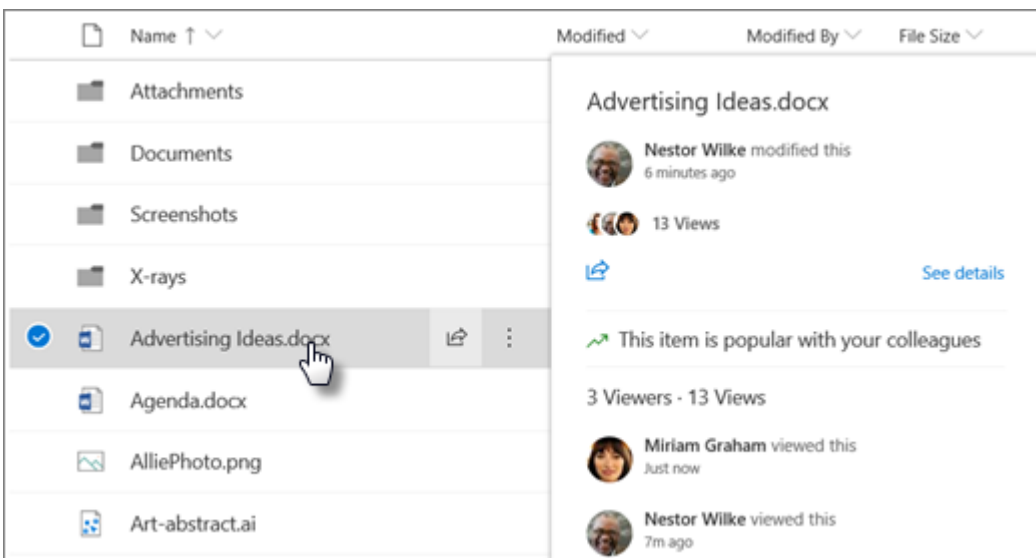 Name ↑
Modified
Modified By
File Size
Attachments
Documents
Screenshots
X-rays
Advertising Ideas.docx
Agenda.docx
AlliePhoto.png
Art-abstract.ai
Advertising Ideas.docx
Nestor Wilke modified this
6 minutes ago
13 Views
See details
This item is popular with your colleagues
3 Viewers · 13 Views
Miriam Graham viewed this
Just now
Nestor Wilke viewed this
7m ago